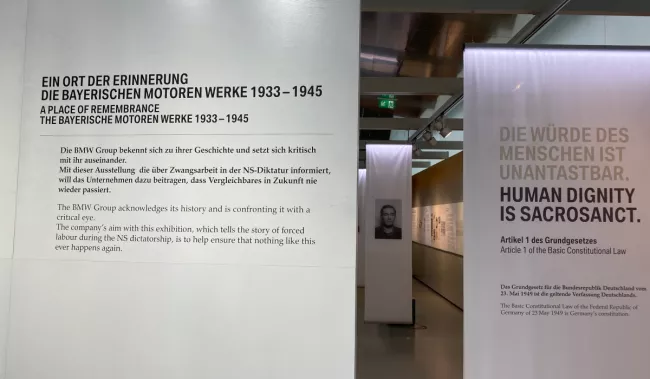 EIN ORT DER ERINNERUNG
DIE BAYERISCHEN MOTOREN WERKE 1933 – 1945
A PLACE OF REMEMBRANCE
THE BAYERISCHE MOTOREN WERKE 1933 – 1945
Die BMW Group bekennt sich zu ihrer Geschichte und setzt sich kritisch
mit ihr auseinander.
Mit dieser Ausstellung die über Zwangsarbeit in der NS-Diktatur informiert,
will das Unternehmen dazu beitragen, dass Vergleichbares in Zukunft nie
wieder passiert.
The BMW Group acknowledges its history and is confronting it with a
critical eye.
The company's aim with this exhibition, which tells the story of forced
labour during the NS dictatorship, is to help ensure that nothing like this
ever happens again.
DIE WÜRDE DES
MENSCHEN IST
UNANTASTBAR.
HUMAN DIGNITY
IS SACROSANCT.
Artikel 1 des Grundgesetzes
Article 1 of the Basic Constitutional Law
Das Grundgesetz für die Bundesrepublik Deutschland vom
23. Mai 1949 ist die geltende Verfassung Deutschlands.
The Basic Constitutional Law of the Federal Republic of
Germany of 23 May 1949 is Germany's constitution.